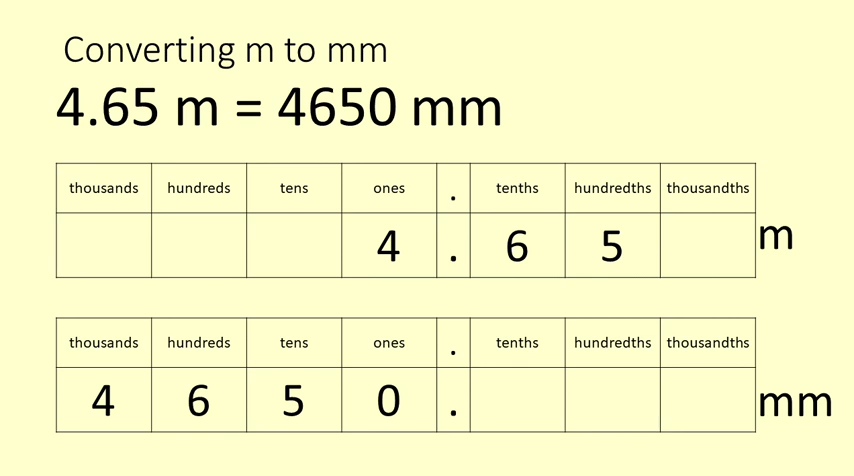 Converting m to mm
4.65 m = 4650 mm
thousands hundreds tens ones . tenths hundredths thousandths
4 . 6 5 m
thousands hundreds tens ones . tenths hundredths thousandths
4 6 5 0 . mm